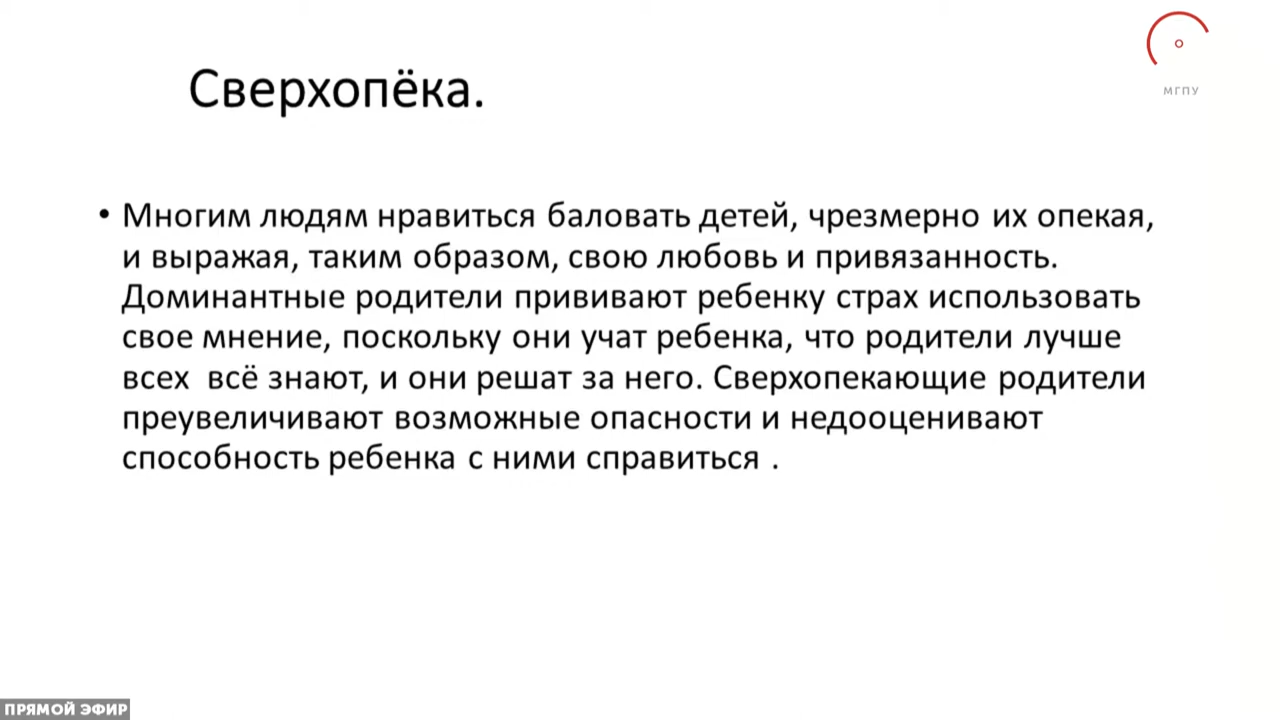 МГПУ
Сверхопёка.
• Многим людям нравиться баловать детей, чрезмерно их опекая,
и выражая, таким образом, свою любовь и привязанность.
Доминантные родители прививают ребенку страх использовать
свое мнение, поскольку они учат ребенка, что родители лучше
всех  всё знают, и они решат за него. Сверхопекающие родители
преувеличивают возможные опасности и недооценивают
способность ребенка с ними справиться .
ПРЯМОЙ ЭФИР